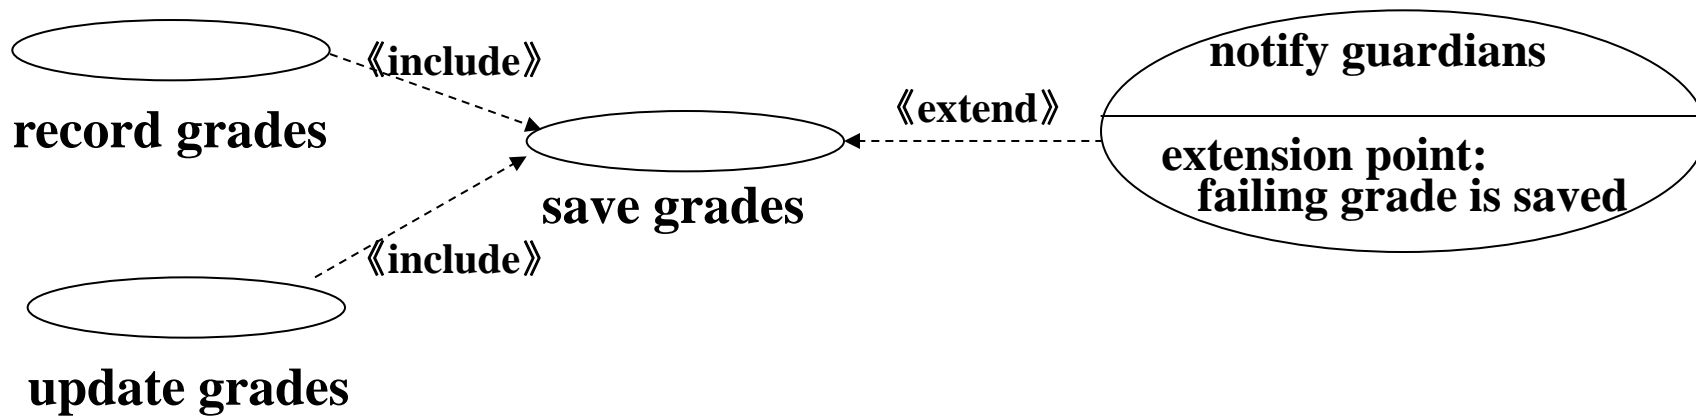 《include》
record grades
save grades
《include》
update grades
《extend》
notify guardians
extension point:
failing grade is saved